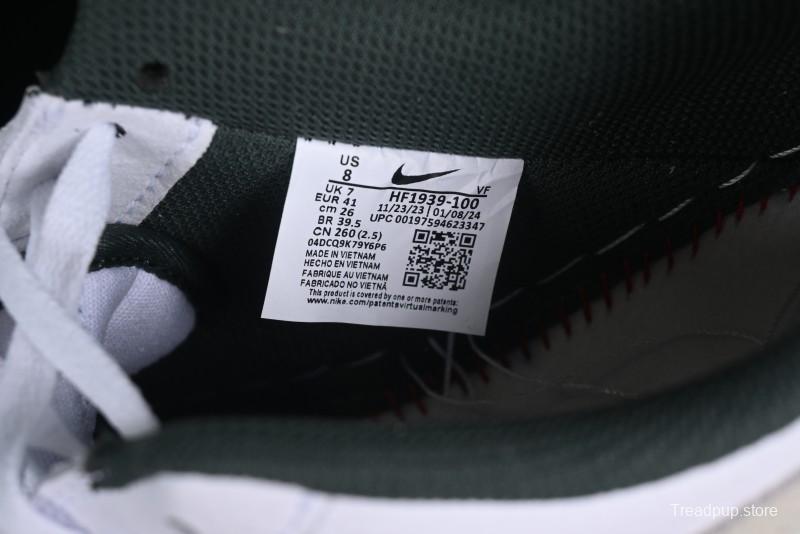 US
8
UK 7
EUR 41
cm 26
BR 39.5
CN 260 (2.5)
VF
HF1939-100
11/23/23 | 01/08/24
UPC 00197594623347
04DCQ9K79Y6P6
MADE IN VIETNAM
HECHO EN VIETNAM
FABRIQUE AU VIETNAM
FABRICADO NO VIETNÃ
This product is covered by one or more patents:
www.nike.com/patentsvirtualmarking
Treadpup.store